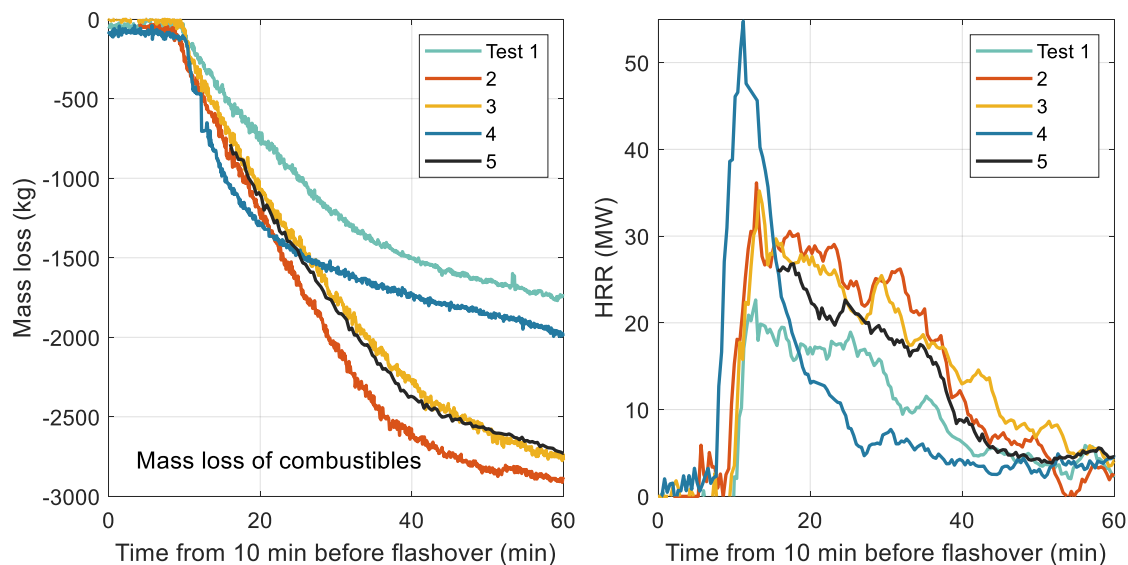 0
-500
-1000
-1500
-2000
-2500
-3000
Mass loss (kg)
0 20 40 60
Time from 10 min before flashover (min)
Test 1
2
3
4
5
Mass loss of combustibles
50
40
30
20
10
0
HRR (MW)
0 20 40 60
Time from 10 min before flashover (min)
Test 1
2
3
4
5